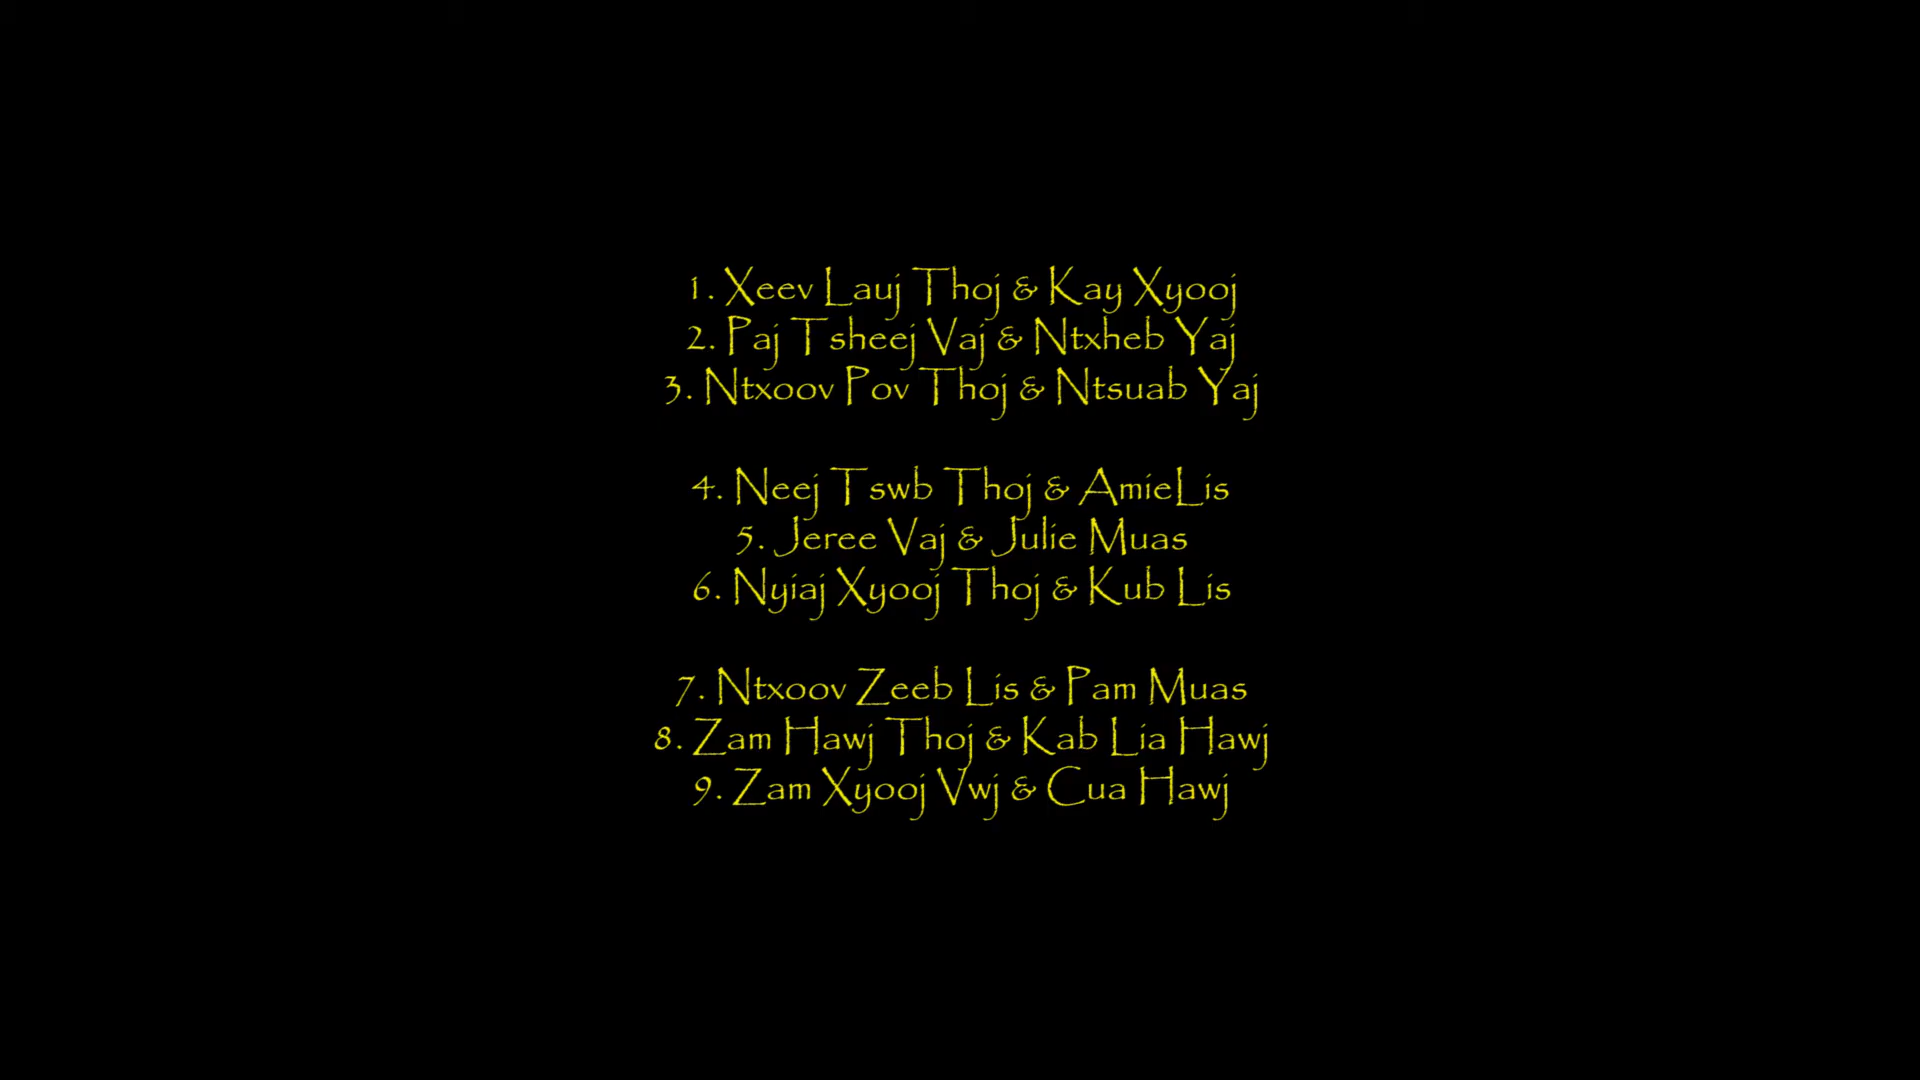 1. Xeev Lauj Thoj & Kay Xyooj
2. Paj Tsheej Vaj & Ntxheb Yaj
3. Ntxoov Pov Thoj & Ntsuab Yaj
4. Neej Tswb Thoj & AmieLis
5. Jeree Vaj & Julie Muas
6. Nyiaj Xyooj Thoj & Kub Lis
7. Ntxoov Zeeb Lis & Pam Muas
8. Zam Hawj Thoj & Kab Lia Hawj
9. Zam Xyooj Vwj & Cua Hawj